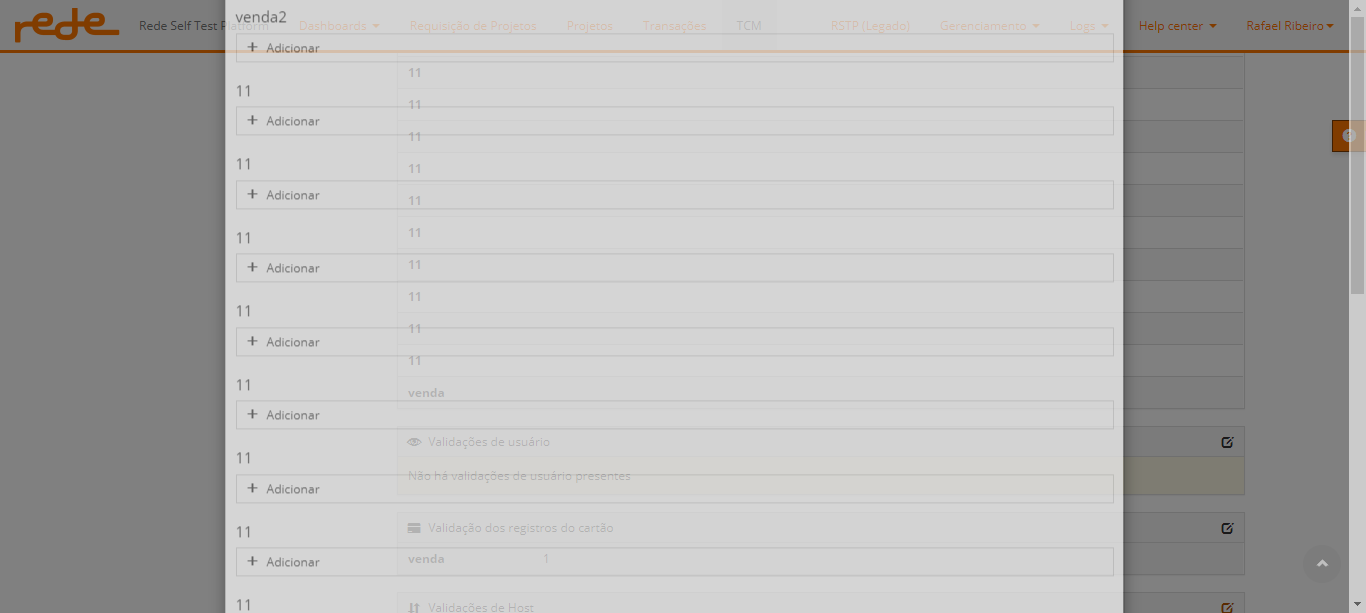 rede Rede Self Test Platform Dashboards Requisição de Projetos Projetos Transações TCM RSTP (Legado) Gerenciamento Logs Help center Rafael Ribeiro
venda2
+ Adicionar
11
+ Adicionar
11
+ Adicionar
11
+ Adicionar
11
+ Adicionar
11
+ Adicionar
11
+ Adicionar
11
+ Adicionar
11
11
11
11
11
11
11
11
11
11
11
venda
Validações de usuário
Não há validações de usuário presentes
Validação dos registros do cartão
venda 1
Validações de Host